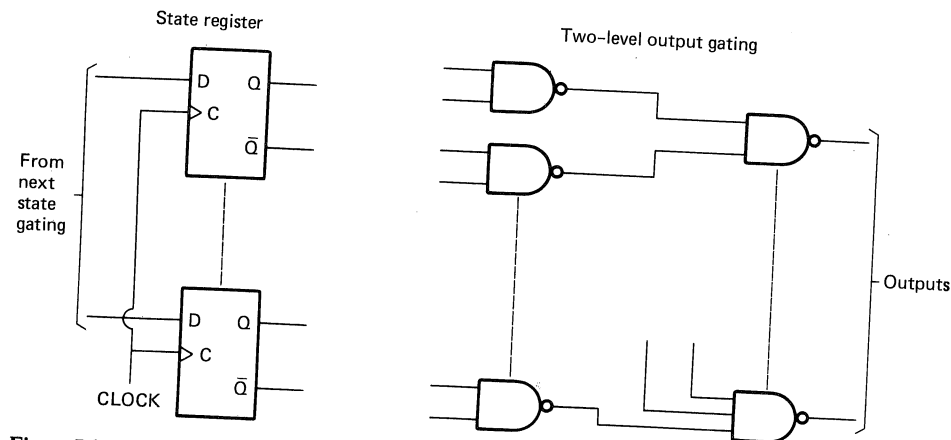 State register
Two-level output gating
D Q
C
Q̄
From
next
state
gating
Outputs
D Q
C
Q̄
CLOCK